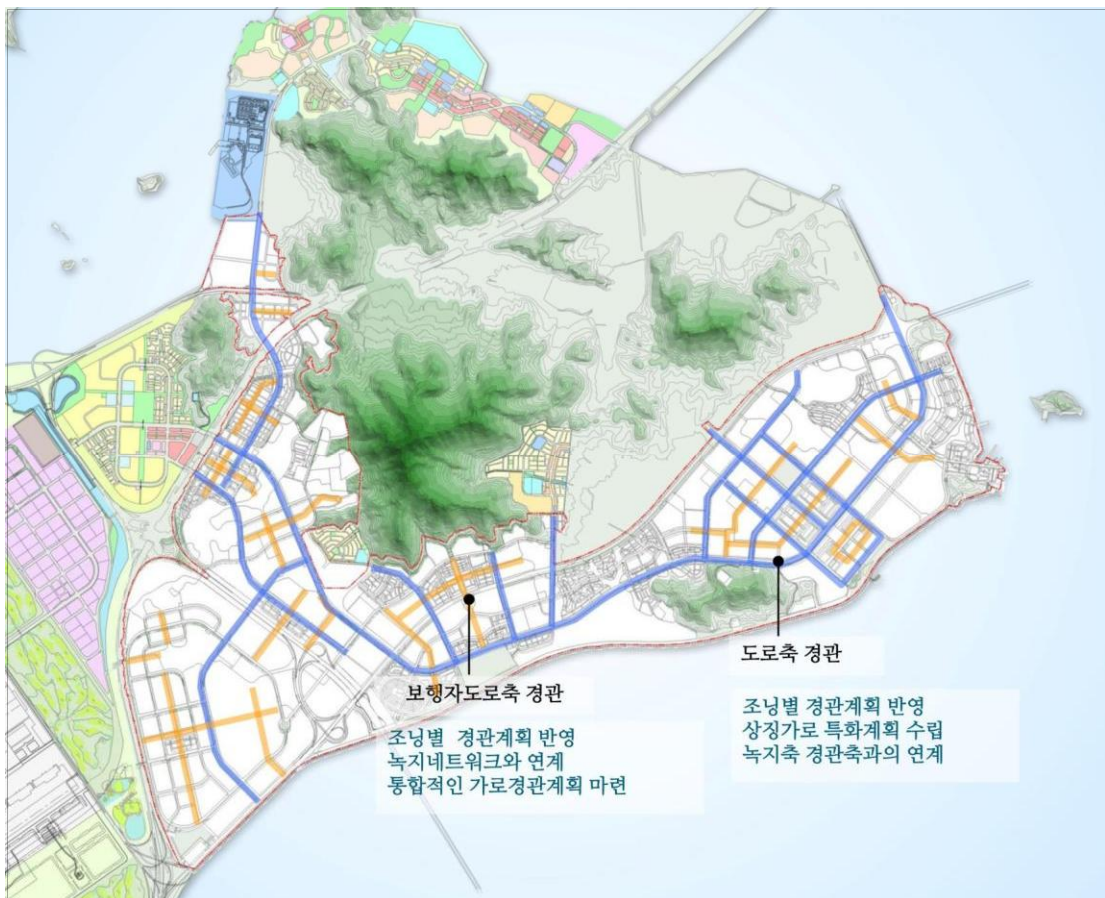 보행자도로축 경관
조닝별 경관계획 반영
녹지네트워크와 연계
통합적인 가로경관계획 마련
도로축 경관
조닝별 경관계획 반영
상징가로 특화계획 수립
녹지축 경관축과의 연계